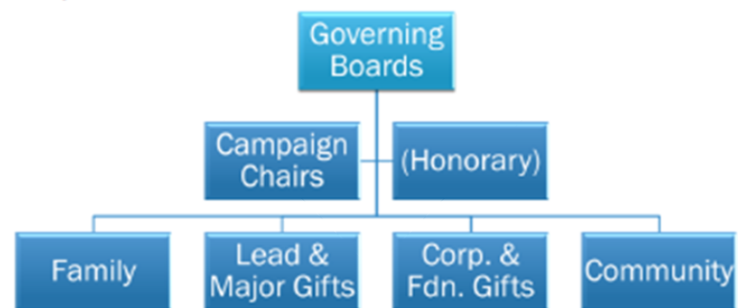 Governing
Boards
Campaign
Chairs
(Honorary)
Family
Lead &
Major Gifts
Corp. &
Fdn. Gifts
Community